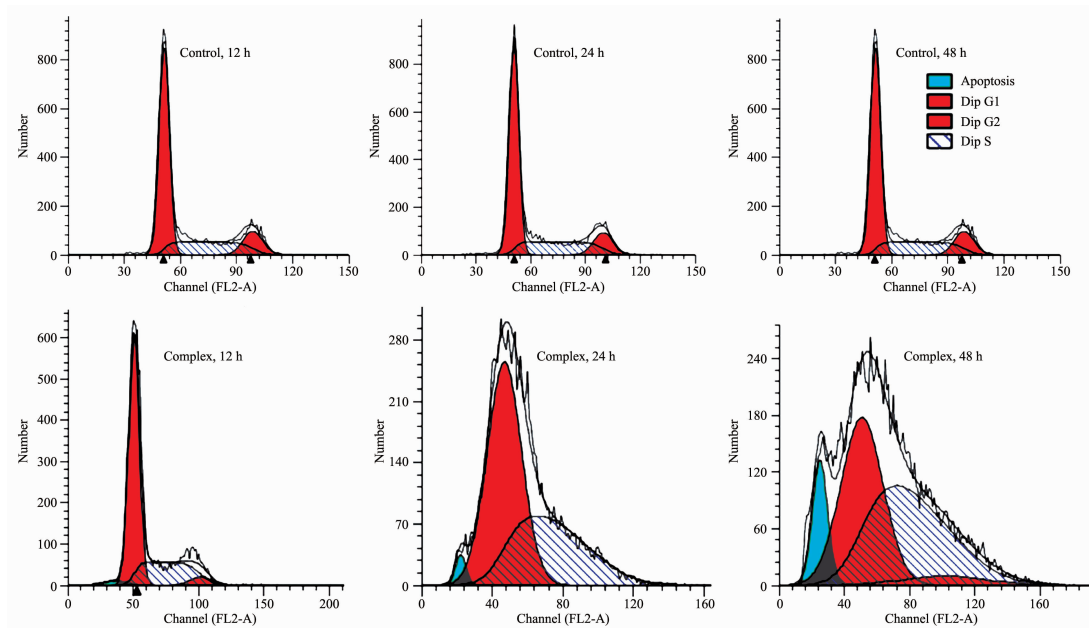 Control, 12 h
Number
800
600
400
200
0
0 30 60 90 120 150
Channel (FL2-A)
Control, 24 h
Number
800
600
400
200
0
0 30 60 90 120 150
Channel (FL2-A)
Control, 48 h
Apoptosis
Dip G1
Dip G2
Dip S
Number
800
600
400
200
0
0 30 60 90 120 150
Channel (FL2-A)
Complex, 12 h
Number
600
500
400
300
200
100
0
0 50 100 150 200
Channel (FL2-A)
Complex, 24 h
Number
280
210
140
70
0
0 40 80 120 160
Channel (FL2-A)
Complex, 48 h
Number
240
180
120
60
0
0 40 80 120 160
Channel (FL2-A)